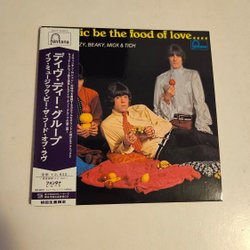 fontana
ic be the food of love....
ZY, BEAKY, MICK & TICH
fontana
デイヴ・ディー・グループ
イフ・ミュージック・ビー・ザ・フード・オブ・ラヴ